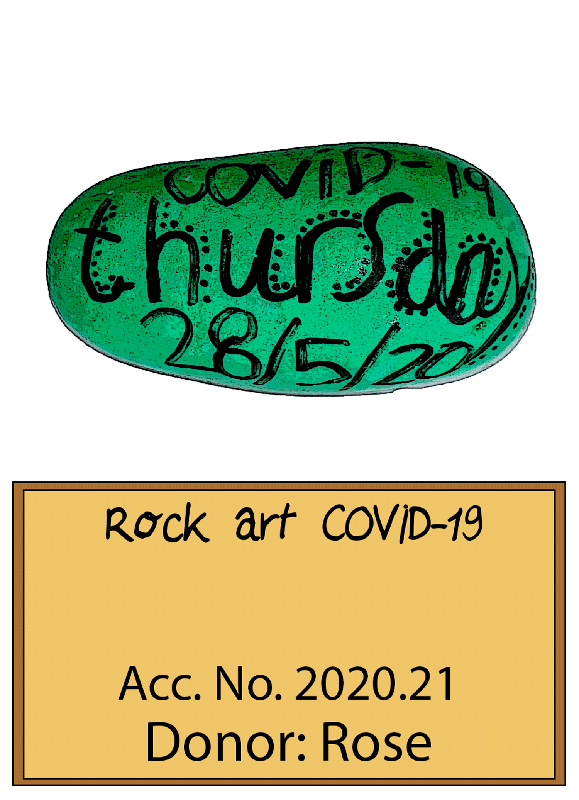 COVID-19
thursday
28/5/20
Rock art COVID-19
Acc. No. 2020.21
Donor: Rose